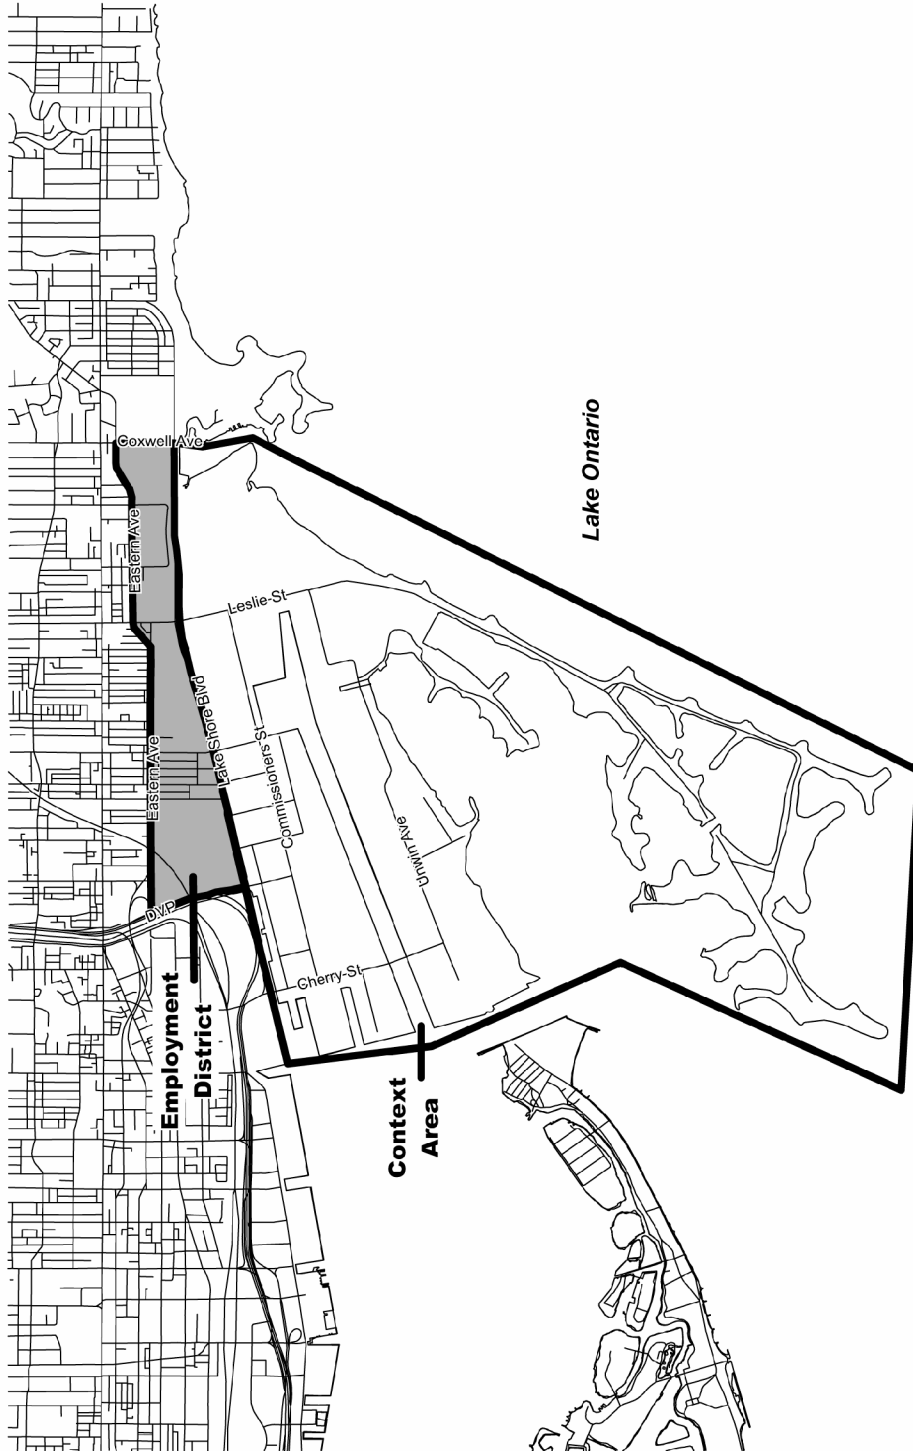 Coxwell Ave
Eastern Ave
Lake Ontario
Leslie-St
Lake Shore Blvd
Eastern Ave
Commissioners-St
Unwin Ave
D.V.P
Cherry-St
Employment
District
Context
Area